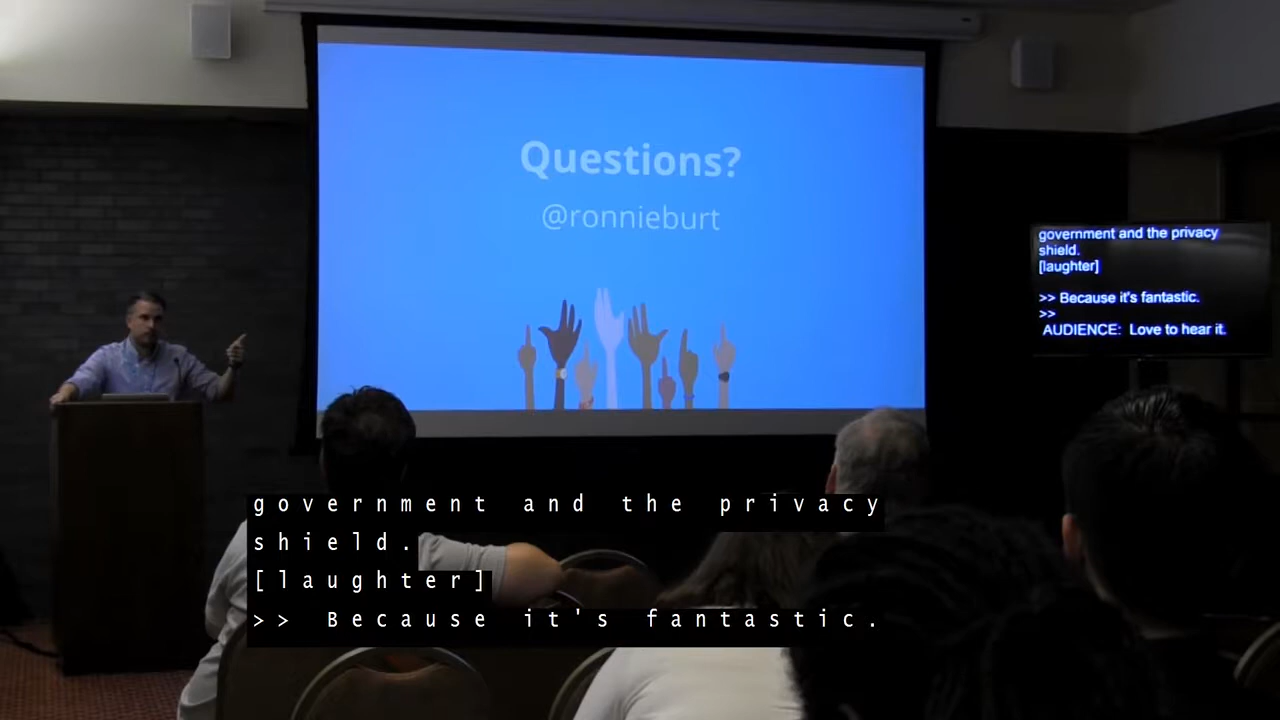 Questions?
@ronnieburt
government and the privacy
shield.
[laughter]
>> Because it's fantastic.
>>
AUDIENCE: Love to hear it.
government and the privacy
shield.
[laughter]
>> Because it's fantastic.